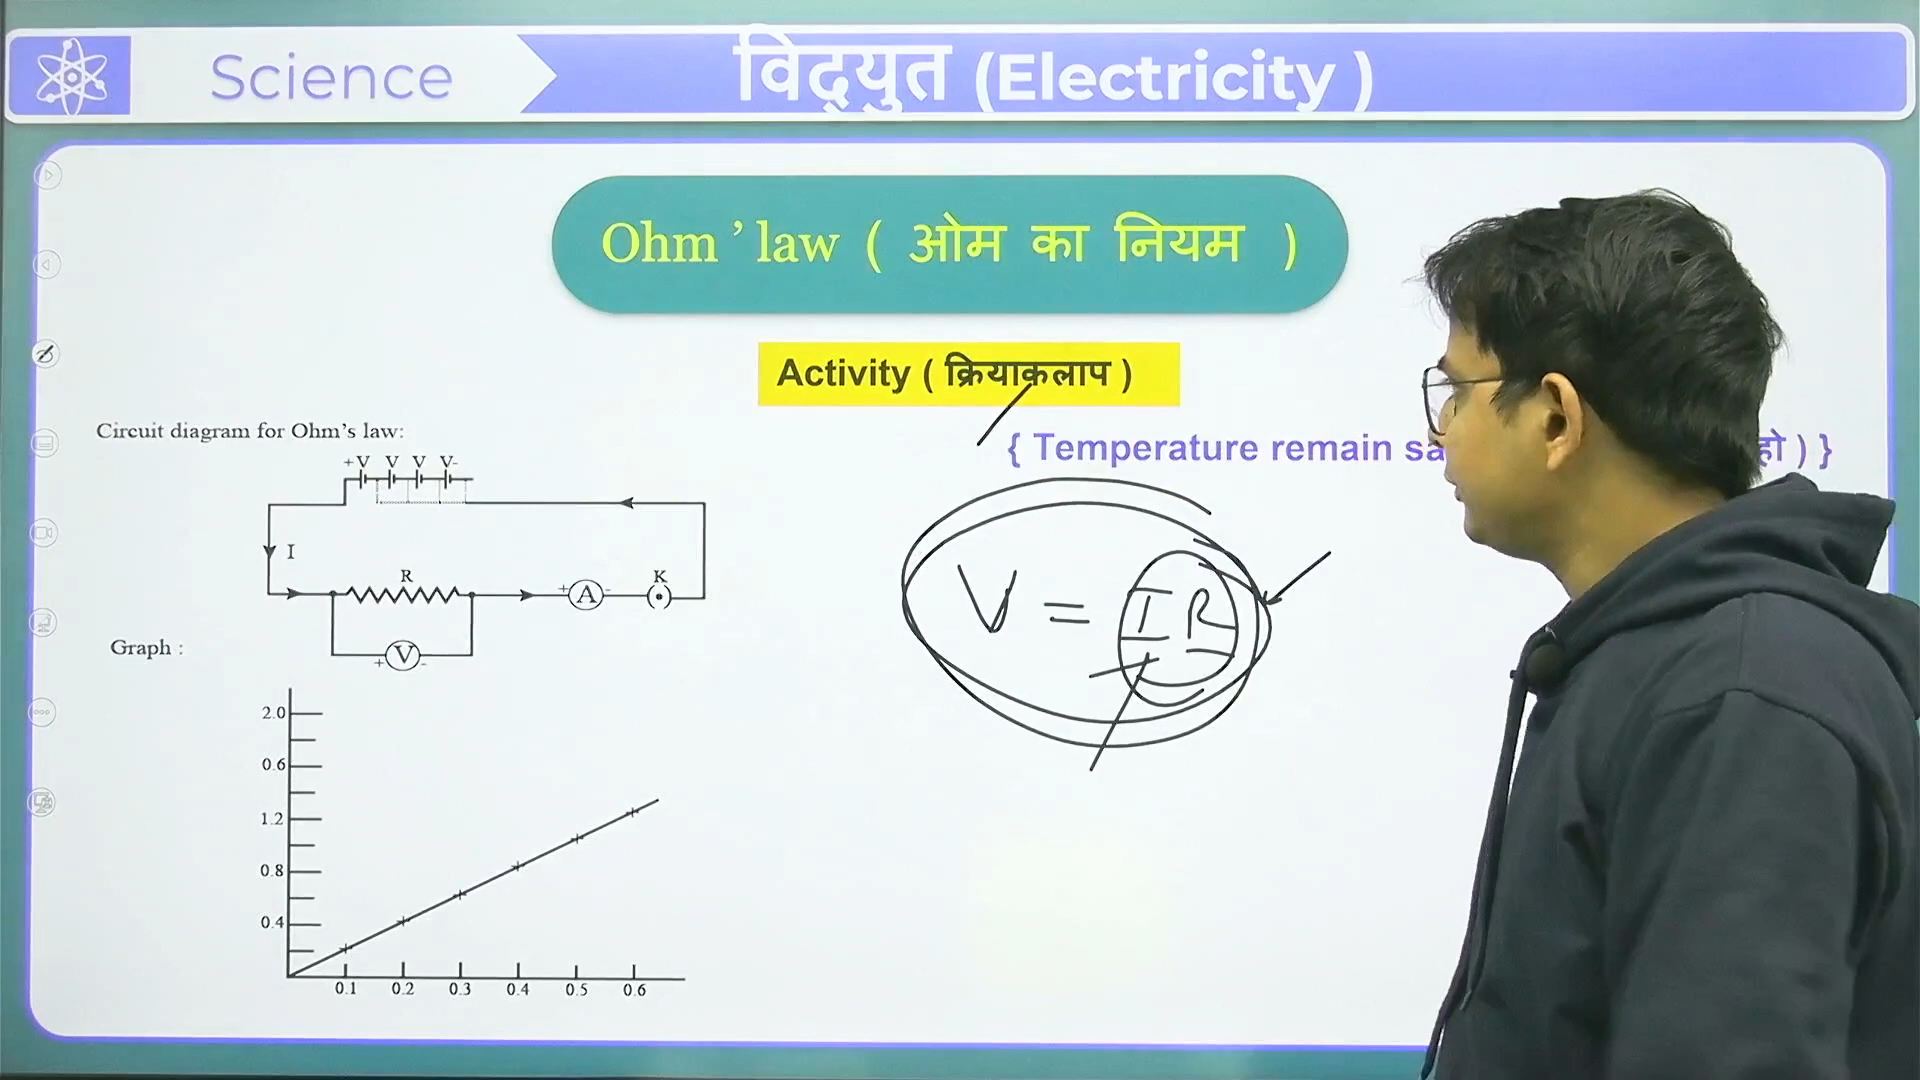 Science
विद्युत (Electricity )
Ohm ’ law ( ओम का नियम )
Activity ( क्रियाकलाप )
{ Temperature remain sa हो ) }
Circuit diagram for Ohm's law:
+V V V V-
I
R
+ A -
K
+ V -
V = IR
Graph :
2.0
0.6
1.2
0.8
0.4
0.1 0.2 0.3 0.4 0.5 0.6